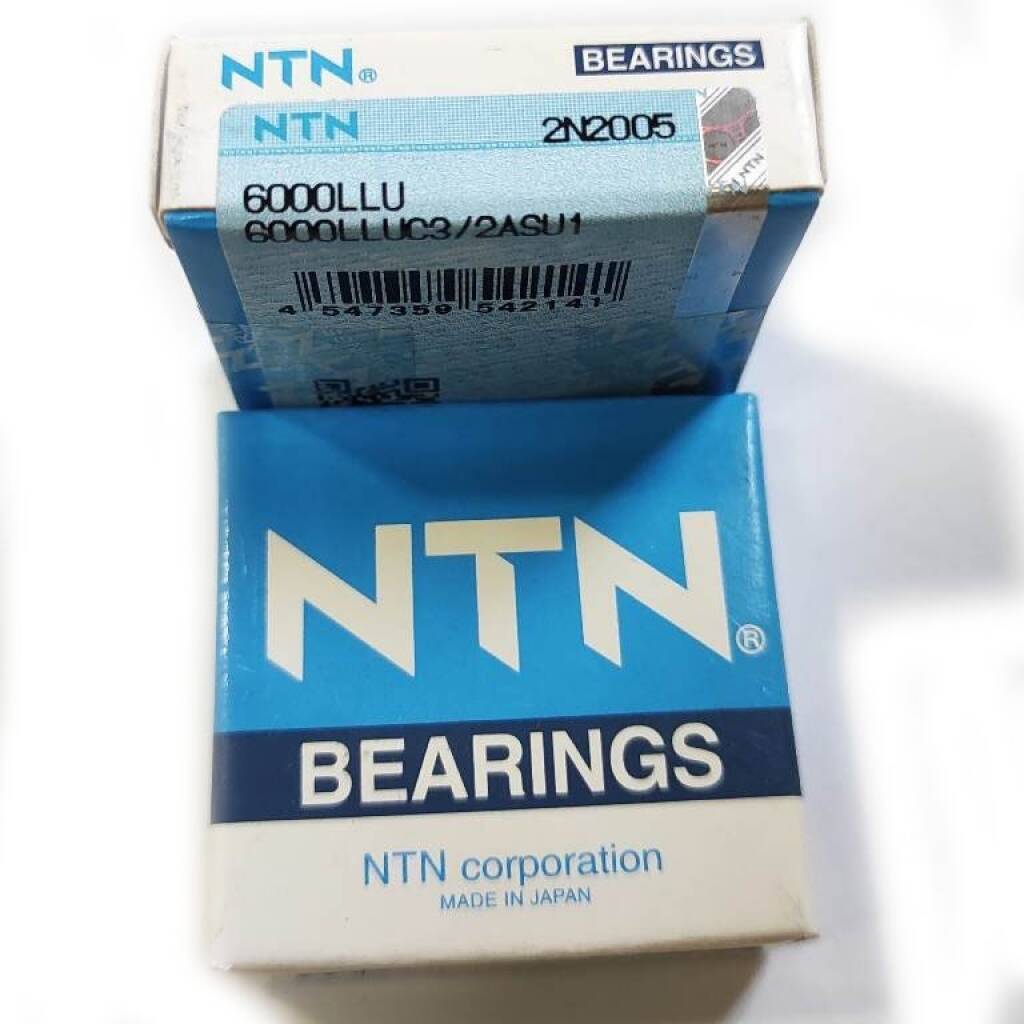 NTN®
BEARINGS
NTN
2N2005
6000LLU
6000LLUC3/2ASU1
4 547359 542141
NTN®
BEARINGS
NTN corporation
MADE IN JAPAN